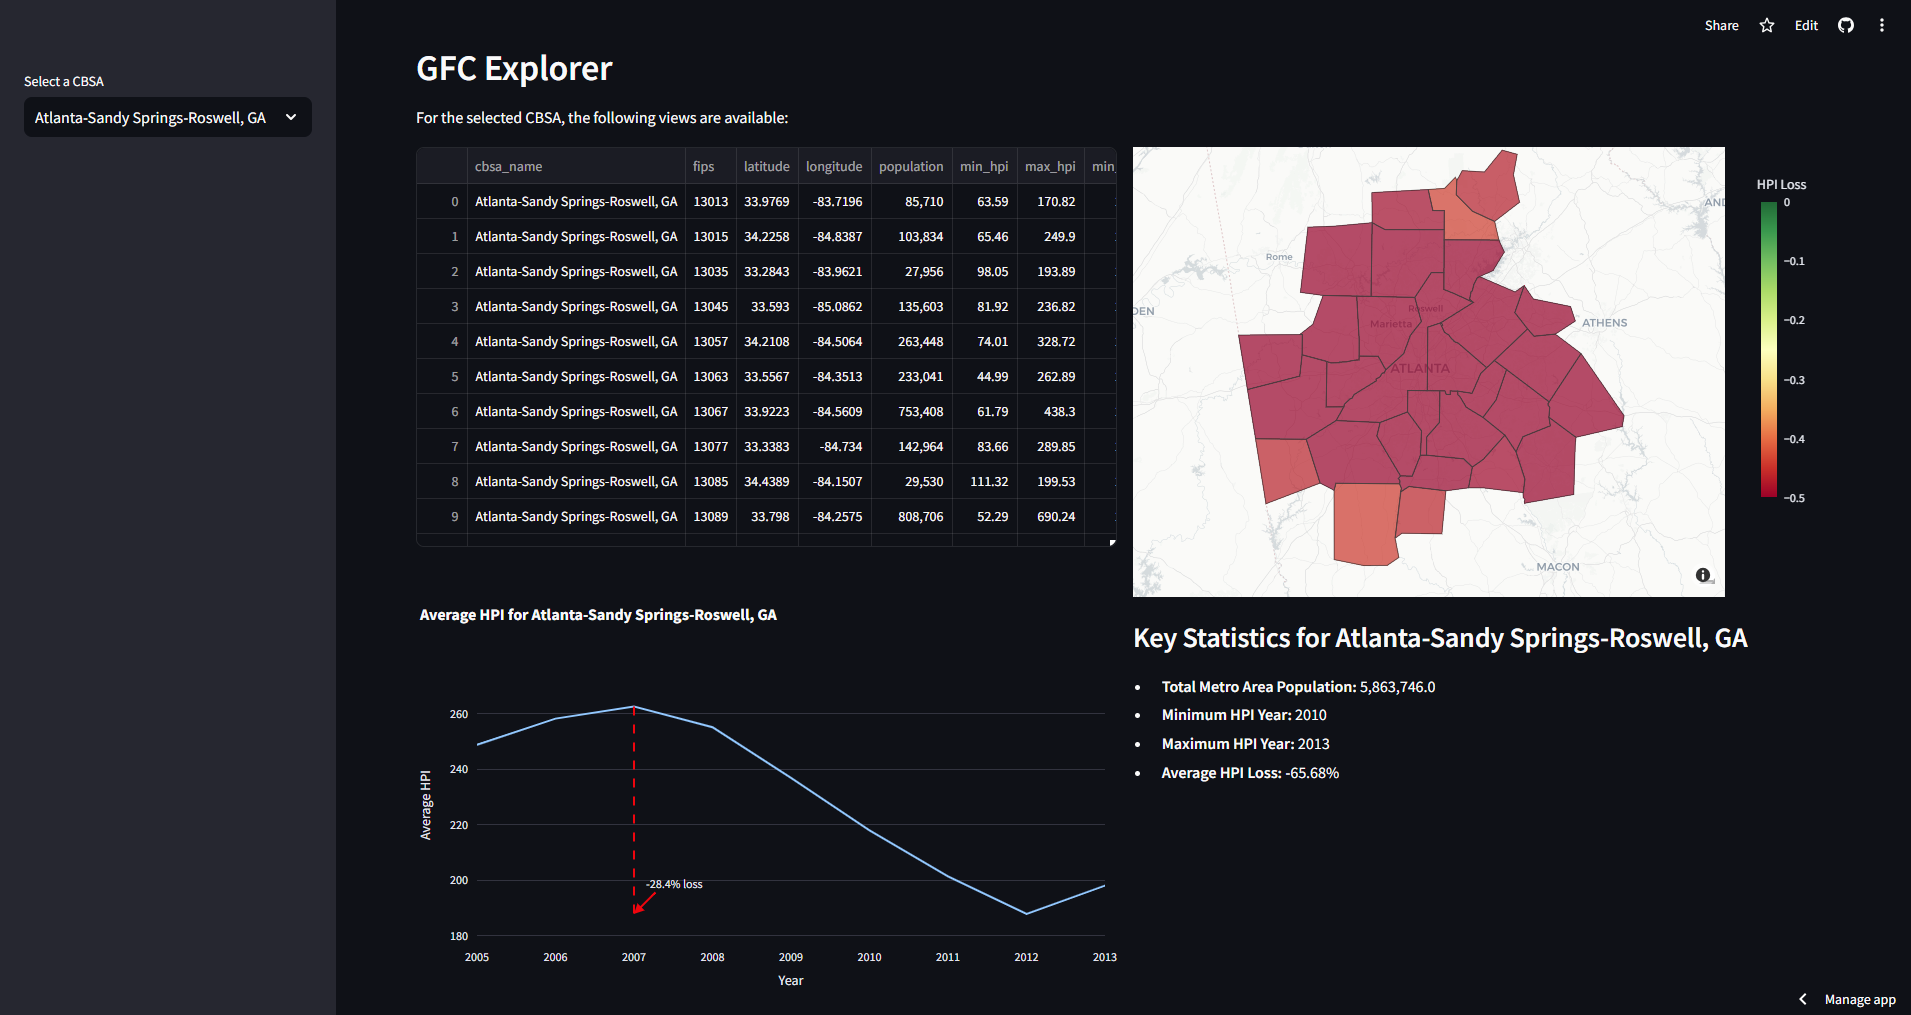 Share
Edit
Select a CBSA
Atlanta-Sandy Springs-Roswell, GA
GFC Explorer
For the selected CBSA, the following views are available:
cbsa_name fips latitude longitude population min_hpi max_hpi min_
0 Atlanta-Sandy Springs-Roswell, GA 13013 33.9769 -83.7196 85,710 63.59 170.82
1 Atlanta-Sandy Springs-Roswell, GA 13015 34.2258 -84.8387 103,834 65.46 249.9
2 Atlanta-Sandy Springs-Roswell, GA 13035 33.2843 -83.9621 27,956 98.05 193.89
3 Atlanta-Sandy Springs-Roswell, GA 13045 33.593 -85.0862 135,603 81.92 236.82
4 Atlanta-Sandy Springs-Roswell, GA 13057 34.2108 -84.5064 263,448 74.01 328.72
5 Atlanta-Sandy Springs-Roswell, GA 13063 33.5567 -84.3513 233,041 44.99 262.89
6 Atlanta-Sandy Springs-Roswell, GA 13067 33.9223 -84.5609 753,408 61.79 438.3
7 Atlanta-Sandy Springs-Roswell, GA 13077 33.3383 -84.734 142,964 83.66 289.85
8 Atlanta-Sandy Springs-Roswell, GA 13085 34.4389 -84.1507 29,530 111.32 199.53
9 Atlanta-Sandy Springs-Roswell, GA 13089 33.798 -84.2575 808,706 52.29 690.24
AND
Rome
DEN
Roswell
Marietta
ATHENS
ATLANTA
MACON
HPI Loss
0
−0.1
−0.2
−0.3
−0.4
−0.5
Average HPI for Atlanta-Sandy Springs-Roswell, GA
Average HPI
260
240
220
200
180
-28.4% loss
2005 2006 2007 2008 2009 2010 2011 2012 2013
Year
Key Statistics for Atlanta-Sandy Springs-Roswell, GA
• Total Metro Area Population: 5,863,746.0
• Minimum HPI Year: 2010
• Maximum HPI Year: 2013
• Average HPI Loss: -65.68%
Manage app